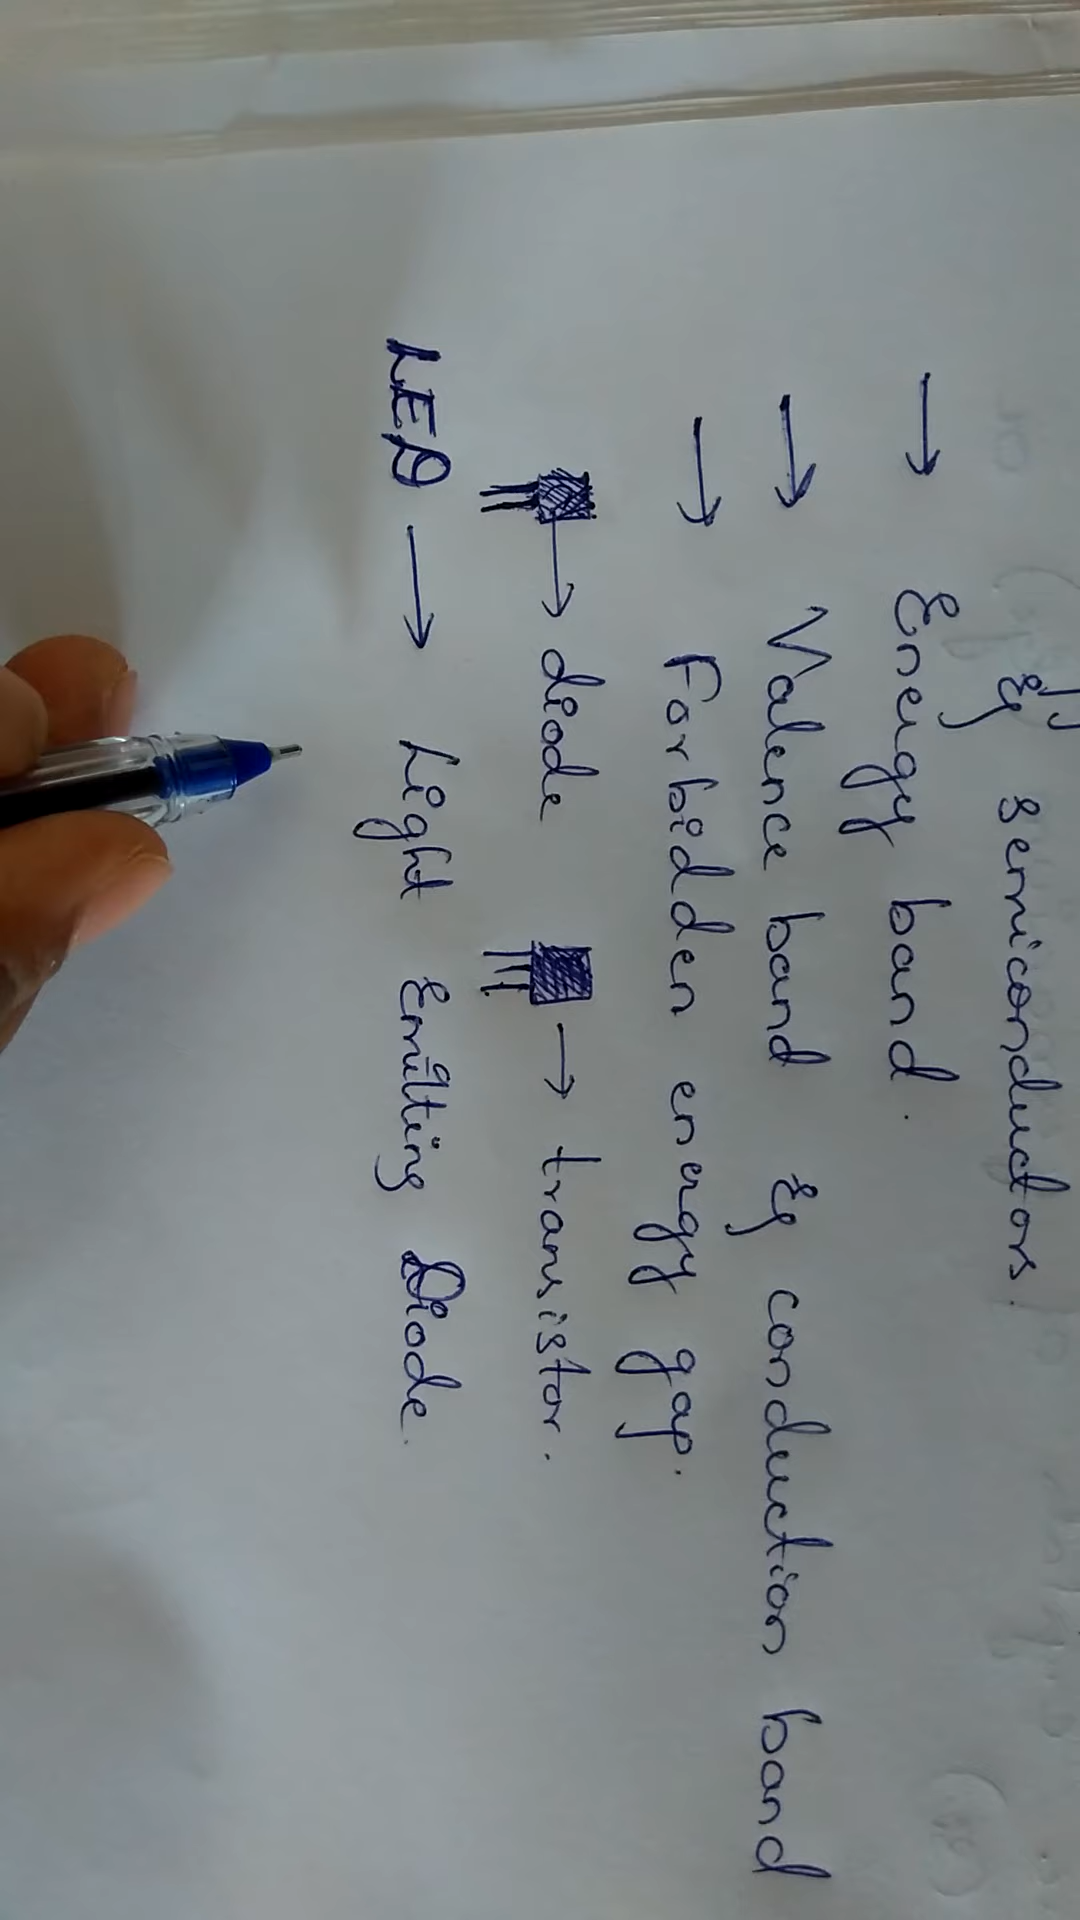 & semiconductors.
→ Energy band.
→ Valence band & conduction band
→ Forbidden energy gap.
→ diode → transistor.
LED → Light Emitting Diode.